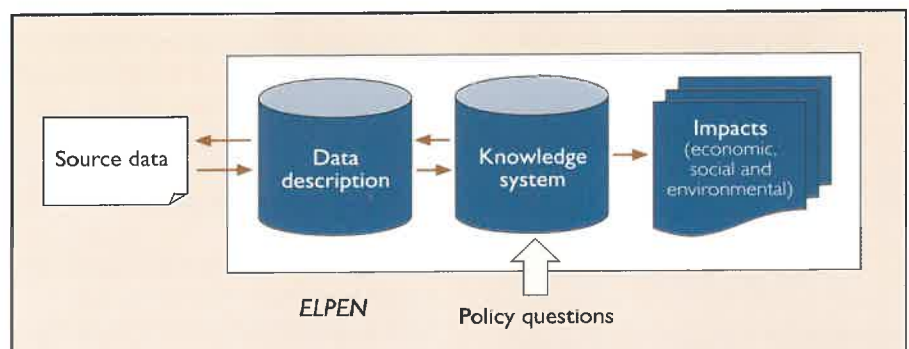 Source data
Data
description
Knowledge
system
Impacts
(economic,
social and
environmental)
ELPEN
Policy questions